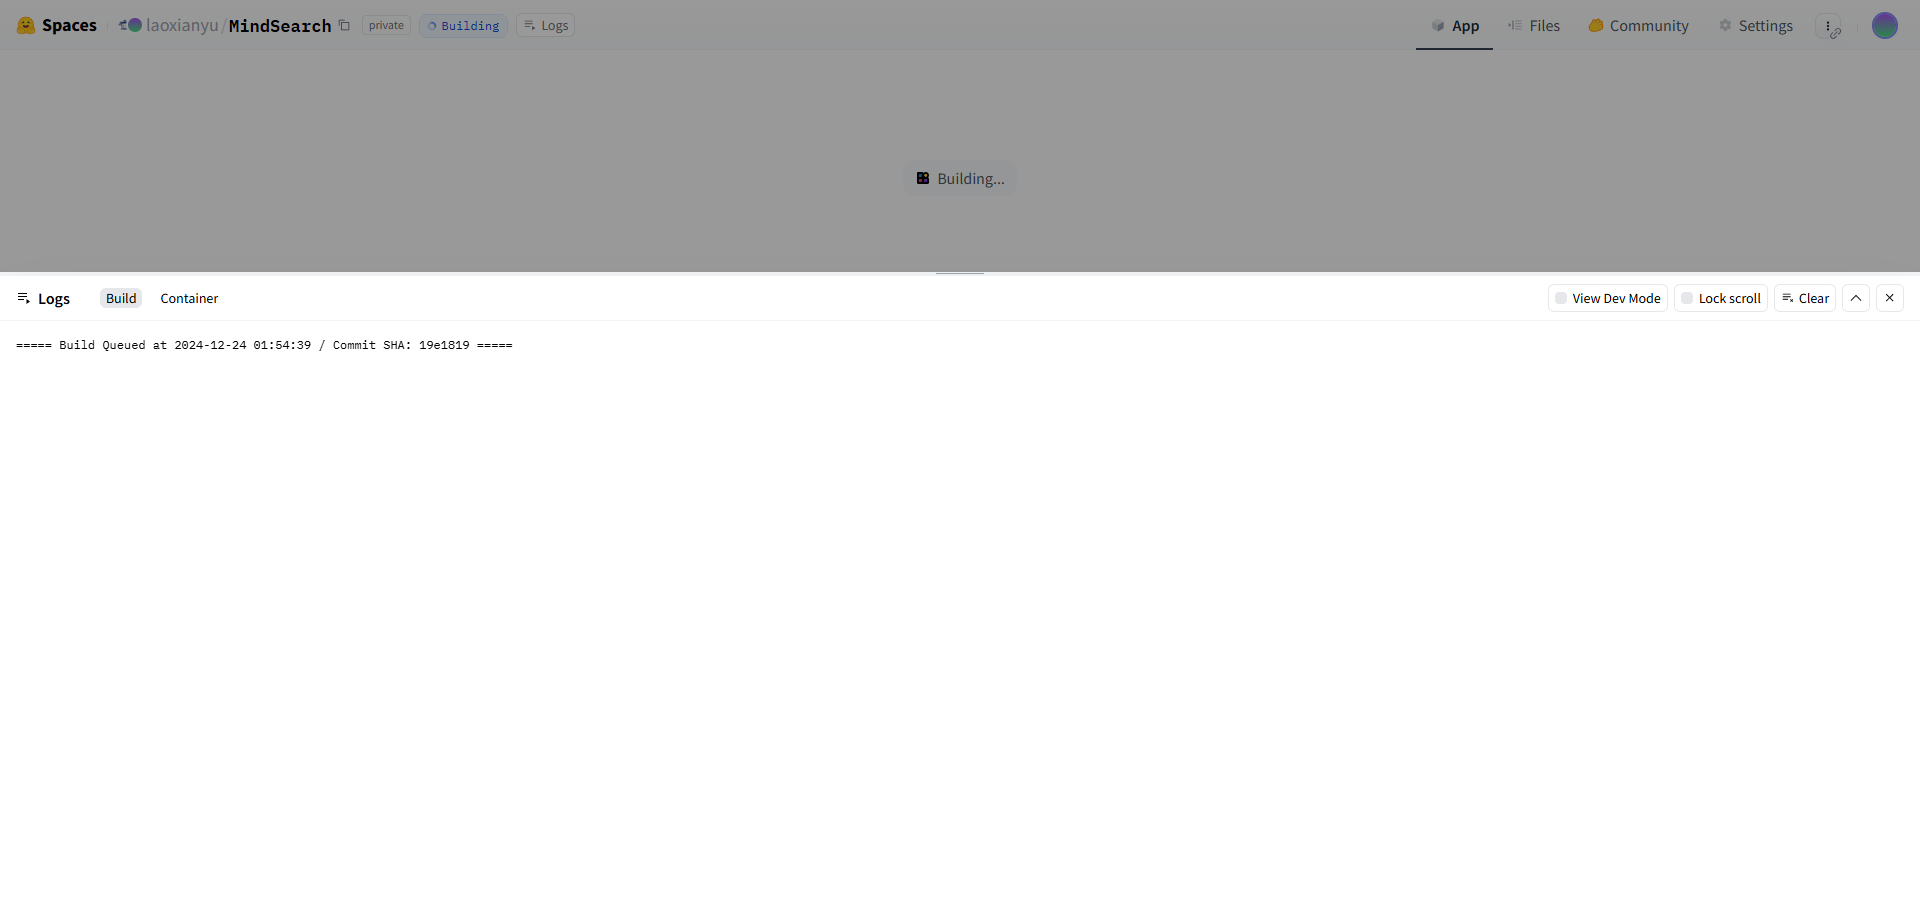 Spaces laoxianyu/MindSearch private Building Logs App Files Community Settings
Building...
Logs Build Container View Dev Mode Lock scroll Clear
===== Build Queued at 2024-12-24 01:54:39 / Commit SHA: 19e1819 =====